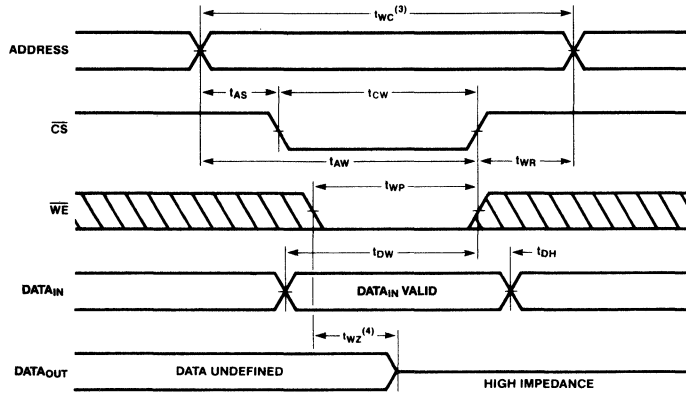 tWC(3)
ADDRESS
tAS
tCW
CS
tAW
tWR
tWP
WE
tDW
tDH
DATAIN
DATAIN VALID
tWZ(4)
DATAOUT
DATA UNDEFINED
HIGH IMPEDANCE